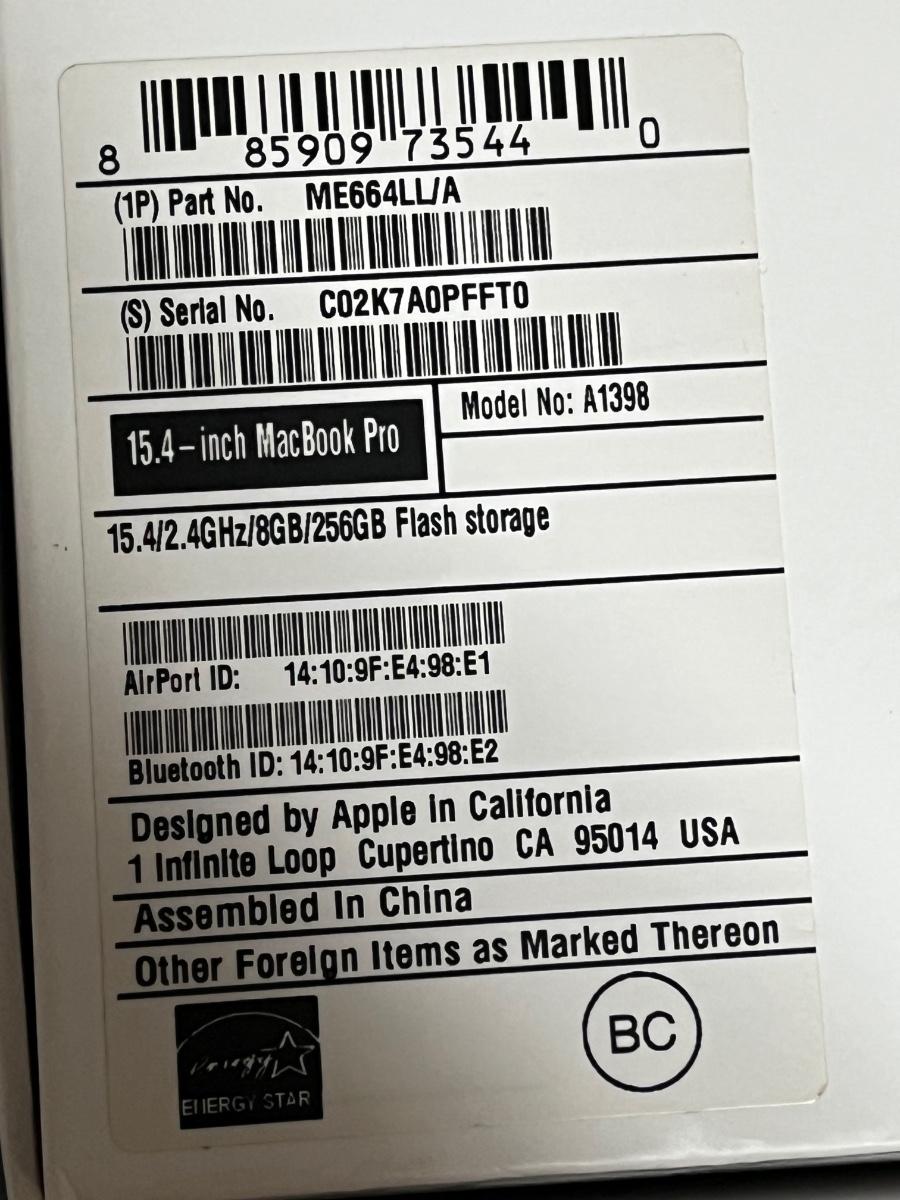 8 85909 73544 0
(1P) Part No. ME664LL/A
(S) Serial No. C02K7A0PFFT0
15.4-inch MacBook Pro
Model No: A1398
15.4/2.4GHz/8GB/256GB Flash storage
AirPort ID: 14:10:9F:E4:98:E1
Bluetooth ID: 14:10:9F:E4:98:E2
Designed by Apple in California
1 Infinite Loop Cupertino CA 95014 USA
Assembled In China
Other Foreign Items as Marked Thereon
ENERGY STAR
BC